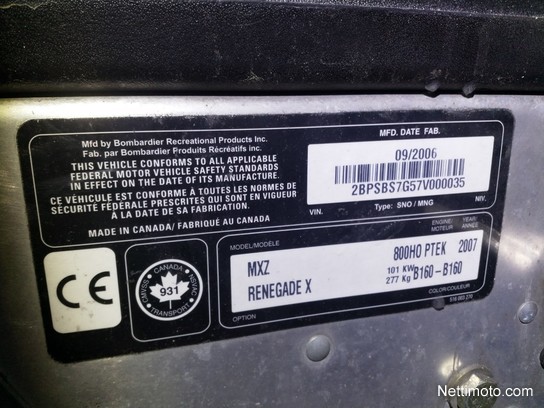 Mfd by Bombardier Recreational Products Inc.
Fab. par Bombardier Produits Récréatifs inc.
THIS VEHICLE CONFORMS TO ALL APPLICABLE
FEDERAL MOTOR VEHICLE SAFETY STANDARDS
IN EFFECT ON THE DATE OF ITS MANUFACTURE.
CE VÉHICULE EST CONFORME À TOUTES LES NORMES DE
SÉCURITÉ FÉDÉRALE PRESCRITES QUI SONT EN VIGUEUR
À LA DATE DE SA FABRICATION.
MADE IN CANADA/ FABRIQUÉ AU CANADA
MFD. DATE FAB.
09/2006
2BPSBS7G57V000035
VIN.
Type: SNO / MNG
NIV.
CE
CANADA
CMVSS
931
NSVAC
TRANSPORT
MODEL/MODÈLE
ENGINE/MOTEUR
YEAR/ANNÉE
MXZ
800HO PTEK
2007
101 KW
277 Kg
B160-B160
RENEGADE X
OPTION
COLOR/COULEUR
Nettimoto.com